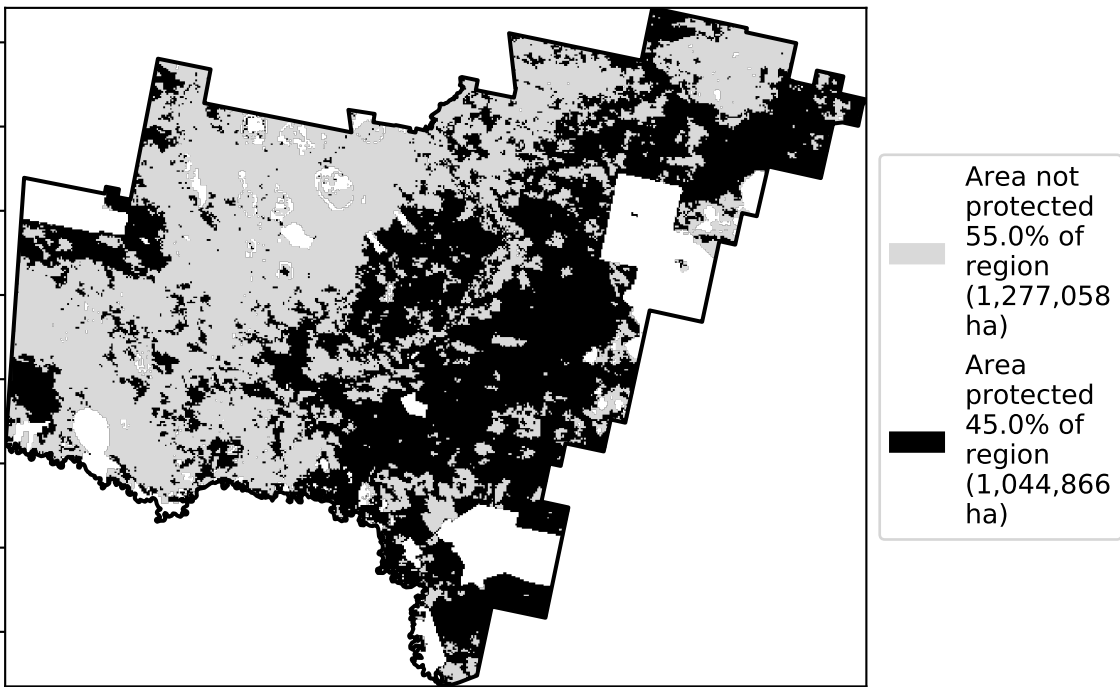 Area not
protected
55.0% of
region
(1,277,058
ha)
Area
protected
45.0% of
region
(1,044,866
ha)